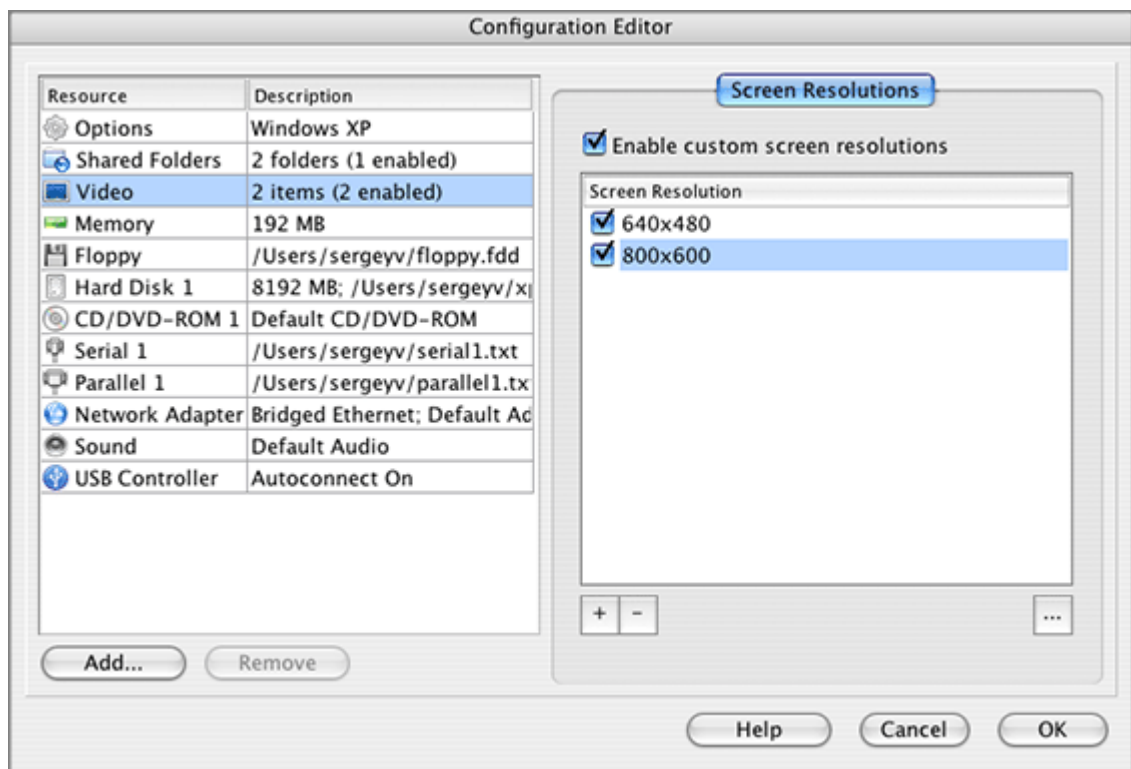 Configuration Editor
Resource Description
Options Windows XP
Shared Folders 2 folders (1 enabled)
Video 2 items (2 enabled)
Memory 192 MB
Floppy /Users/sergeyv/floppy.fdd
Hard Disk 1 8192 MB; /Users/sergeyv/x
CD/DVD-ROM 1 Default CD/DVD-ROM
Serial 1 /Users/sergeyv/serial1.txt
Parallel 1 /Users/sergeyv/parallel1.tx
Network Adapter Bridged Ethernet; Default Ad
Sound Default Audio
USB Controller Autoconnect On
Add... Remove
Screen Resolutions
Enable custom screen resolutions
Screen Resolution
640x480
800x600
+ - ...
Help Cancel OK